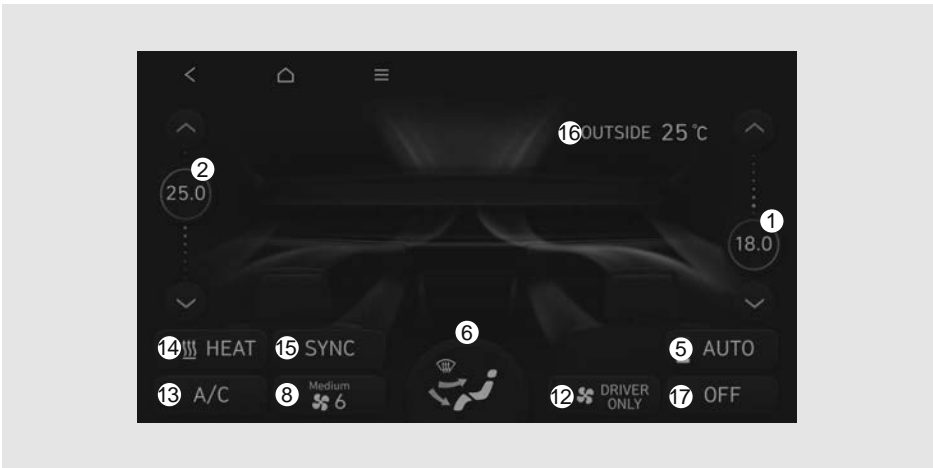 16 OUTSIDE 25 °C
2
25.0
1
18.0
6
14 HEAT
15 SYNC
5 AUTO
13 A/C
8 Medium
6
12 DRIVER
ONLY
17 OFF